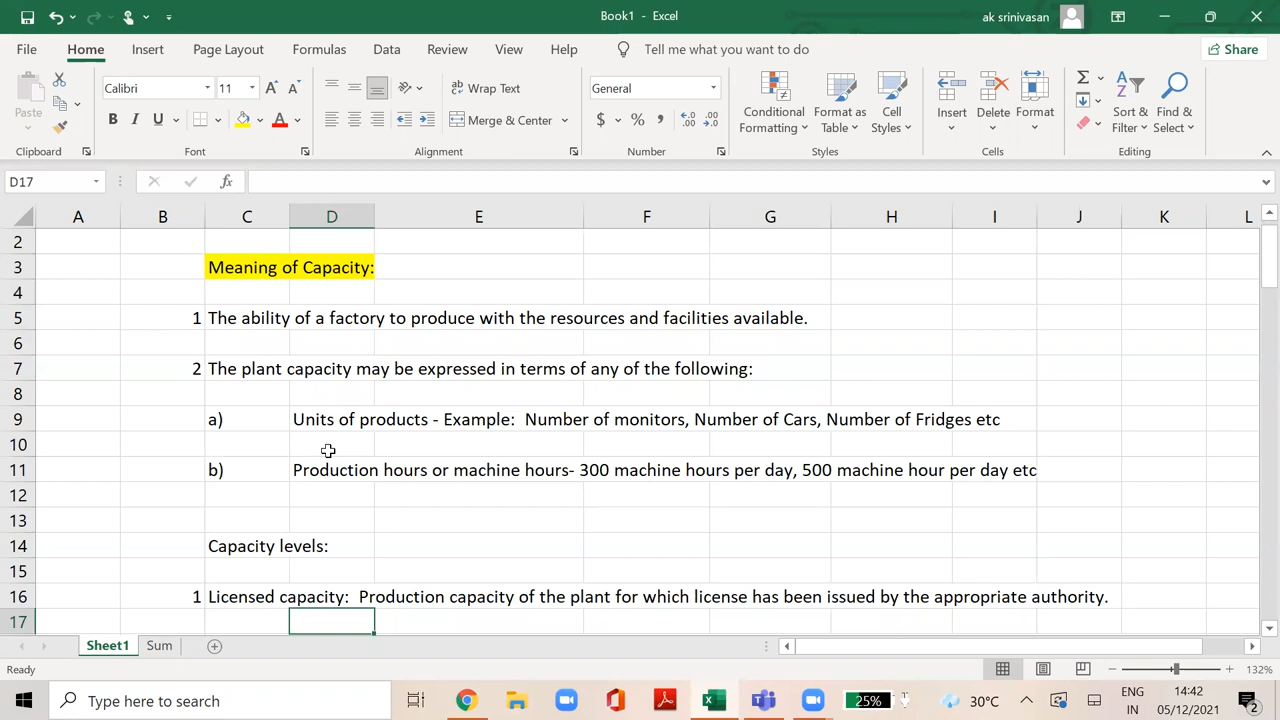 Book1 - Excel
ak srinivasan
File Home Insert Page Layout Formulas Data Review View Help Tell me what you want to do Share
Paste
Calibri 11
B I U A
ab Wrap Text
Merge & Center
General
$ % ,
Conditional Formatting
Format as Table
Cell Styles
Insert Delete Format
Sort & Filter
Find & Select
Clipboard Font Alignment Number Styles Cells Editing
D17 fx
A B C D E F G H I J K L
2
3 Meaning of Capacity:
4
5 1 The ability of a factory to produce with the resources and facilities available.
6
7 2 The plant capacity may be expressed in terms of any of the following:
8
9 a) Units of products - Example: Number of monitors, Number of Cars, Number of Fridges etc
10
11 b) Production hours or machine hours- 300 machine hours per day, 500 machine hour per day etc
12
13
14 Capacity levels:
15
16 1 Licensed capacity: Production capacity of the plant for which license has been issued by the appropriate authority.
17
Sheet1 Sum
Ready 132%
Type here to search 25% 30°C ENG 14:42
IN 05/12/2021 2